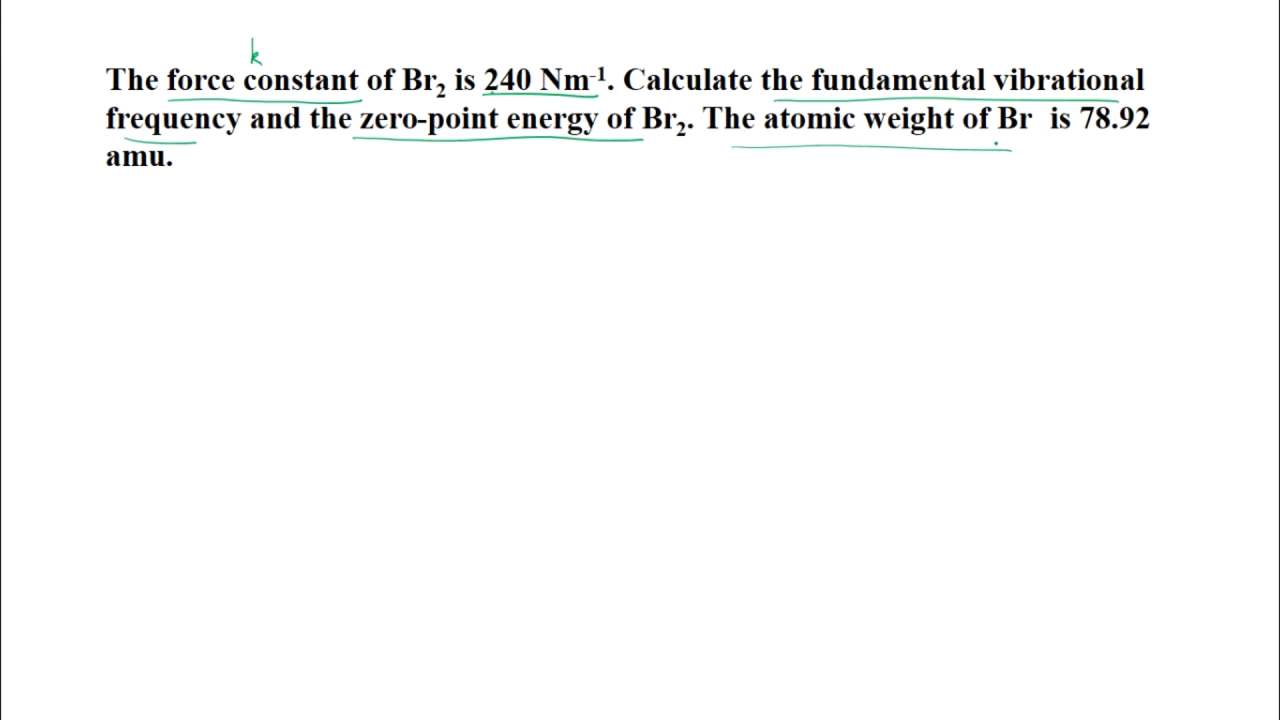 k
The force constant of Br₂ is 240 Nm⁻¹. Calculate the fundamental vibrational
frequency and the zero-point energy of Br₂. The atomic weight of Br is 78.92
amu.